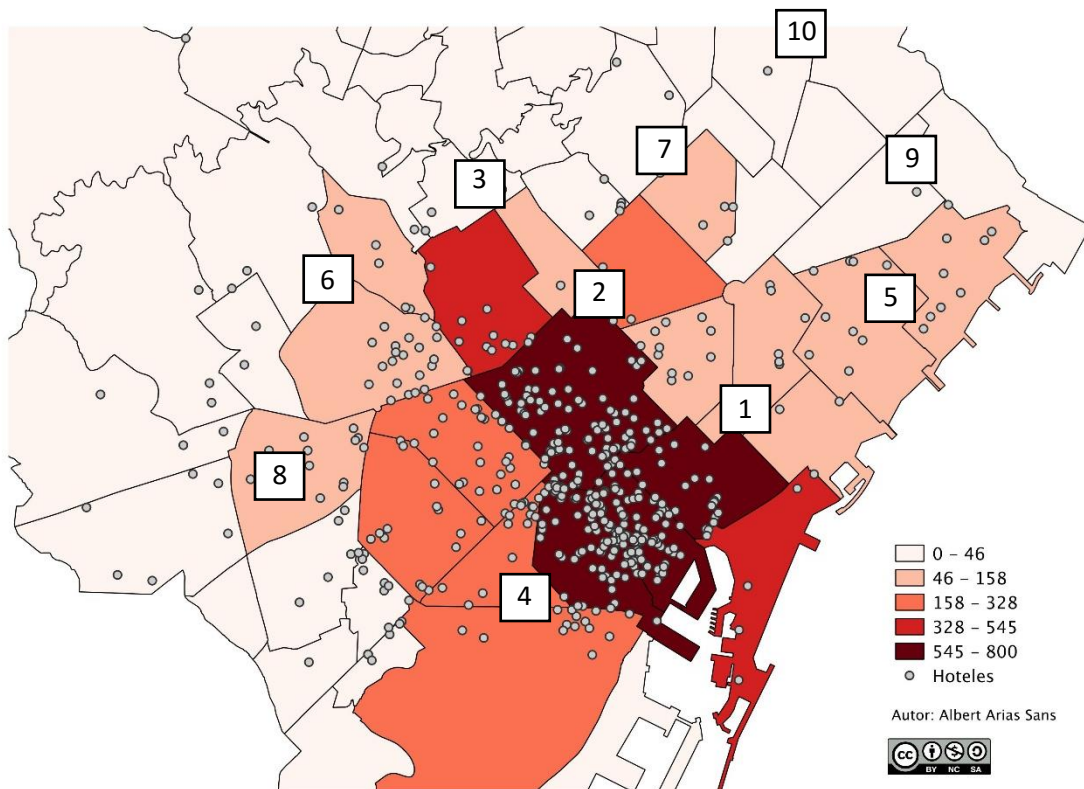 10
7
9
3
6
2
5
1
8
4
0 – 46
46 – 158
158 – 328
328 – 545
545 – 800
Hoteles
Autor: Albert Arias Sans
cc
BY NC SA